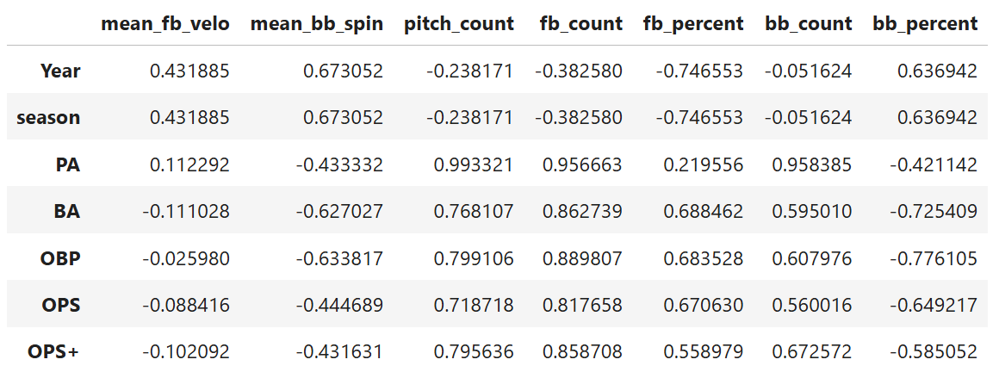 mean_fb_velo mean_bb_spin pitch_count fb_count fb_percent bb_count bb_percent
Year 0.431885 0.673052 -0.238171 -0.382580 -0.746553 -0.051624 0.636942
season 0.431885 0.673052 -0.238171 -0.382580 -0.746553 -0.051624 0.636942
PA 0.112292 -0.433332 0.993321 0.956663 0.219556 0.958385 -0.421142
BA -0.111028 -0.627027 0.768107 0.862739 0.688462 0.595010 -0.725409
OBP -0.025980 -0.633817 0.799106 0.889807 0.683528 0.607976 -0.776105
OPS -0.088416 -0.444689 0.718718 0.817658 0.670630 0.560016 -0.649217
OPS+ -0.102092 -0.431631 0.795636 0.858708 0.558979 0.672572 -0.585052